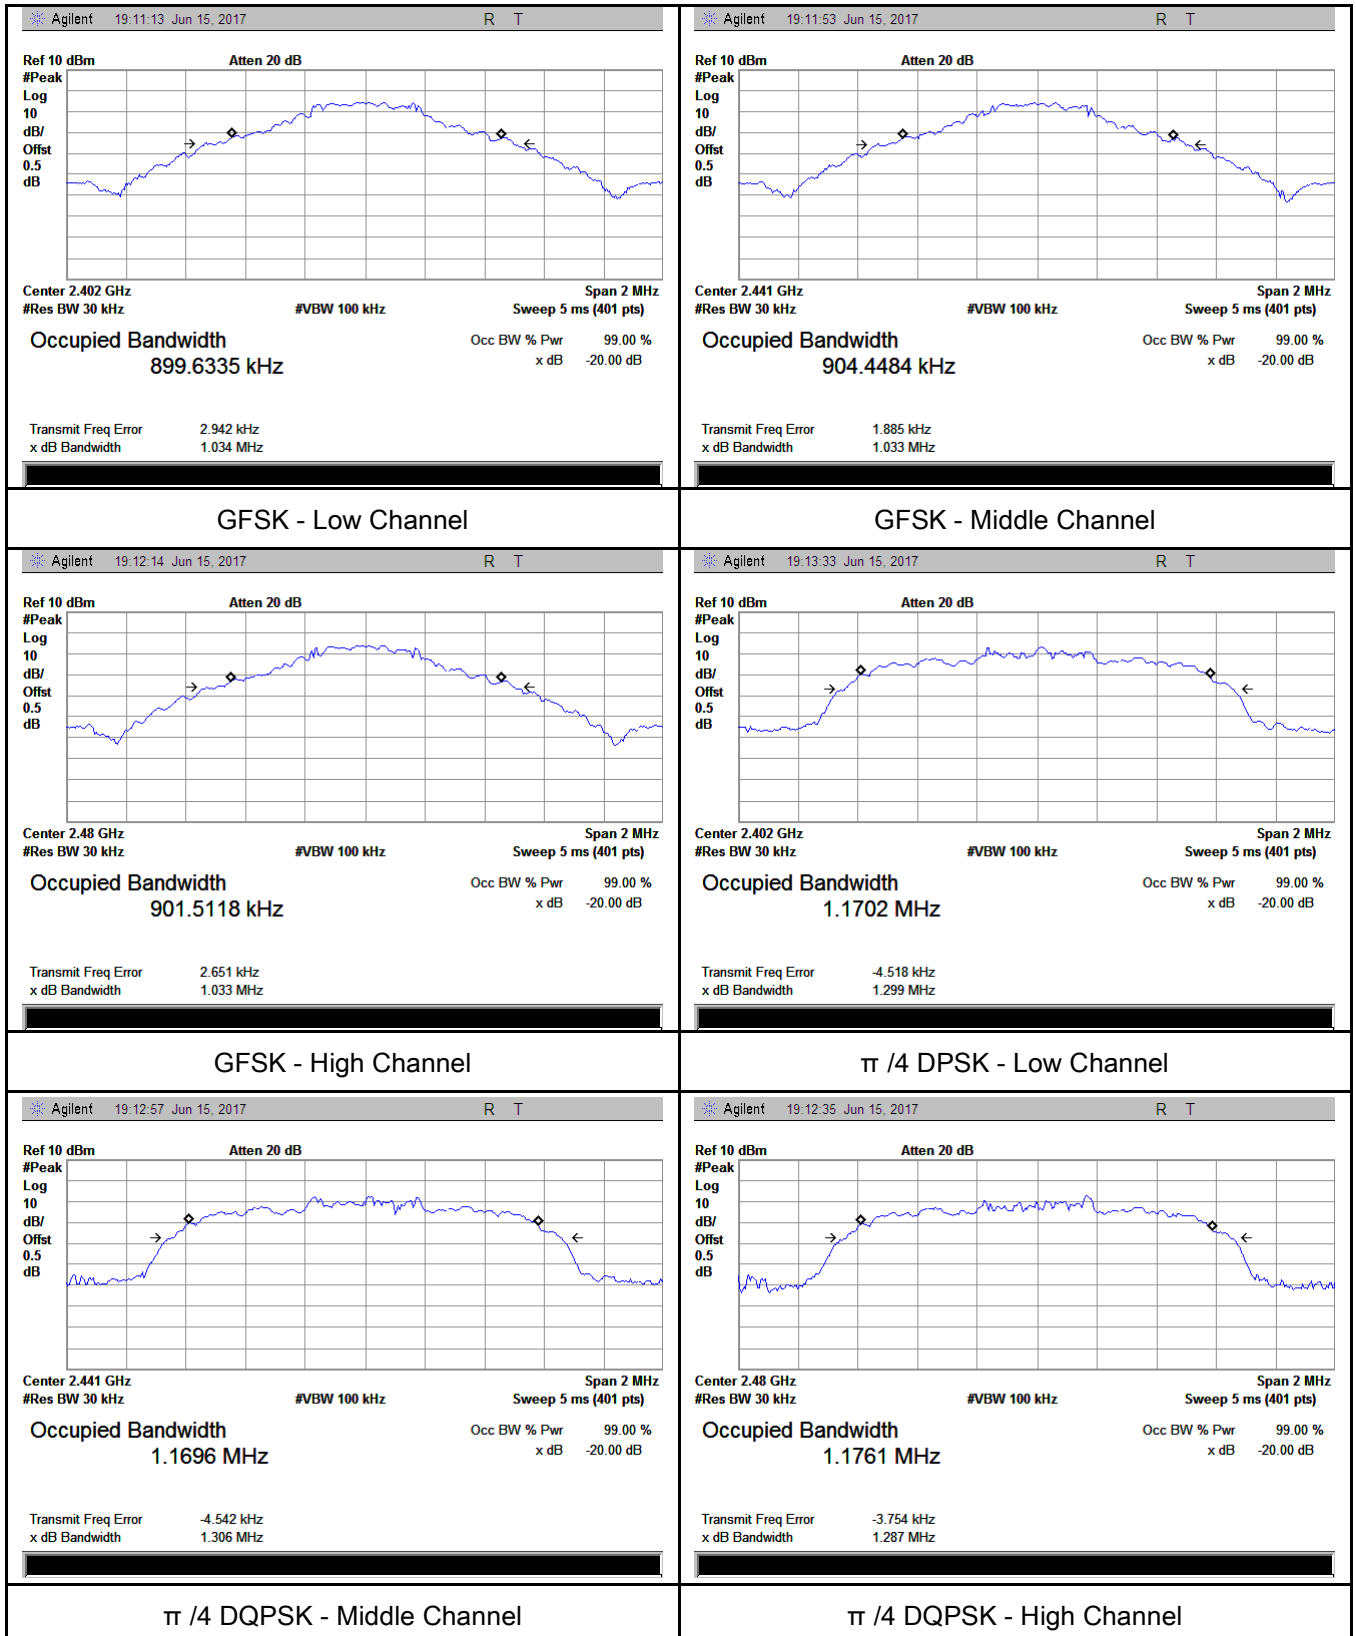 Agilent 19:11:13 Jun 15, 2017 R T
Ref 10 dBm Atten 20 dB
#Peak
Log
10
dB/
Offst
0.5
dB
Center 2.402 GHz Span 2 MHz
#Res BW 30 kHz #VBW 100 kHz Sweep 5 ms (401 pts)
Occupied Bandwidth Occ BW % Pwr 99.00 %
899.6335 kHz x dB -20.00 dB
Transmit Freq Error 2.942 kHz
x dB Bandwidth 1.034 MHz
GFSK - Low Channel
Agilent 19:11:53 Jun 15, 2017 R T
Ref 10 dBm Atten 20 dB
#Peak
Log
10
dB/
Offst
0.5
dB
Center 2.441 GHz Span 2 MHz
#Res BW 30 kHz #VBW 100 kHz Sweep 5 ms (401 pts)
Occupied Bandwidth Occ BW % Pwr 99.00 %
904.4484 kHz x dB -20.00 dB
Transmit Freq Error 1.885 kHz
x dB Bandwidth 1.033 MHz
GFSK - Middle Channel
Agilent 19:12:14 Jun 15, 2017 R T
Ref 10 dBm Atten 20 dB
#Peak
Log
10
dB/
Offst
0.5
dB
Center 2.48 GHz Span 2 MHz
#Res BW 30 kHz #VBW 100 kHz Sweep 5 ms (401 pts)
Occupied Bandwidth Occ BW % Pwr 99.00 %
901.5118 kHz x dB -20.00 dB
Transmit Freq Error 2.651 kHz
x dB Bandwidth 1.033 MHz
GFSK - High Channel
Agilent 19:13:33 Jun 15, 2017 R T
Ref 10 dBm Atten 20 dB
#Peak
Log
10
dB/
Offst
0.5
dB
Center 2.402 GHz Span 2 MHz
#Res BW 30 kHz #VBW 100 kHz Sweep 5 ms (401 pts)
Occupied Bandwidth Occ BW % Pwr 99.00 %
1.1702 MHz x dB -20.00 dB
Transmit Freq Error -4.518 kHz
x dB Bandwidth 1.299 MHz
π /4 DPSK - Low Channel
Agilent 19:12:57 Jun 15, 2017 R T
Ref 10 dBm Atten 20 dB
#Peak
Log
10
dB/
Offst
0.5
dB
Center 2.441 GHz Span 2 MHz
#Res BW 30 kHz #VBW 100 kHz Sweep 5 ms (401 pts)
Occupied Bandwidth Occ BW % Pwr 99.00 %
1.1696 MHz x dB -20.00 dB
Transmit Freq Error -4.542 kHz
x dB Bandwidth 1.306 MHz
π /4 DQPSK - Middle Channel
Agilent 19:12:35 Jun 15, 2017 R T
Ref 10 dBm Atten 20 dB
#Peak
Log
10
dB/
Offst
0.5
dB
Center 2.48 GHz Span 2 MHz
#Res BW 30 kHz #VBW 100 kHz Sweep 5 ms (401 pts)
Occupied Bandwidth Occ BW % Pwr 99.00 %
1.1761 MHz x dB -20.00 dB
Transmit Freq Error -3.754 kHz
x dB Bandwidth 1.287 MHz
π /4 DQPSK - High Channel